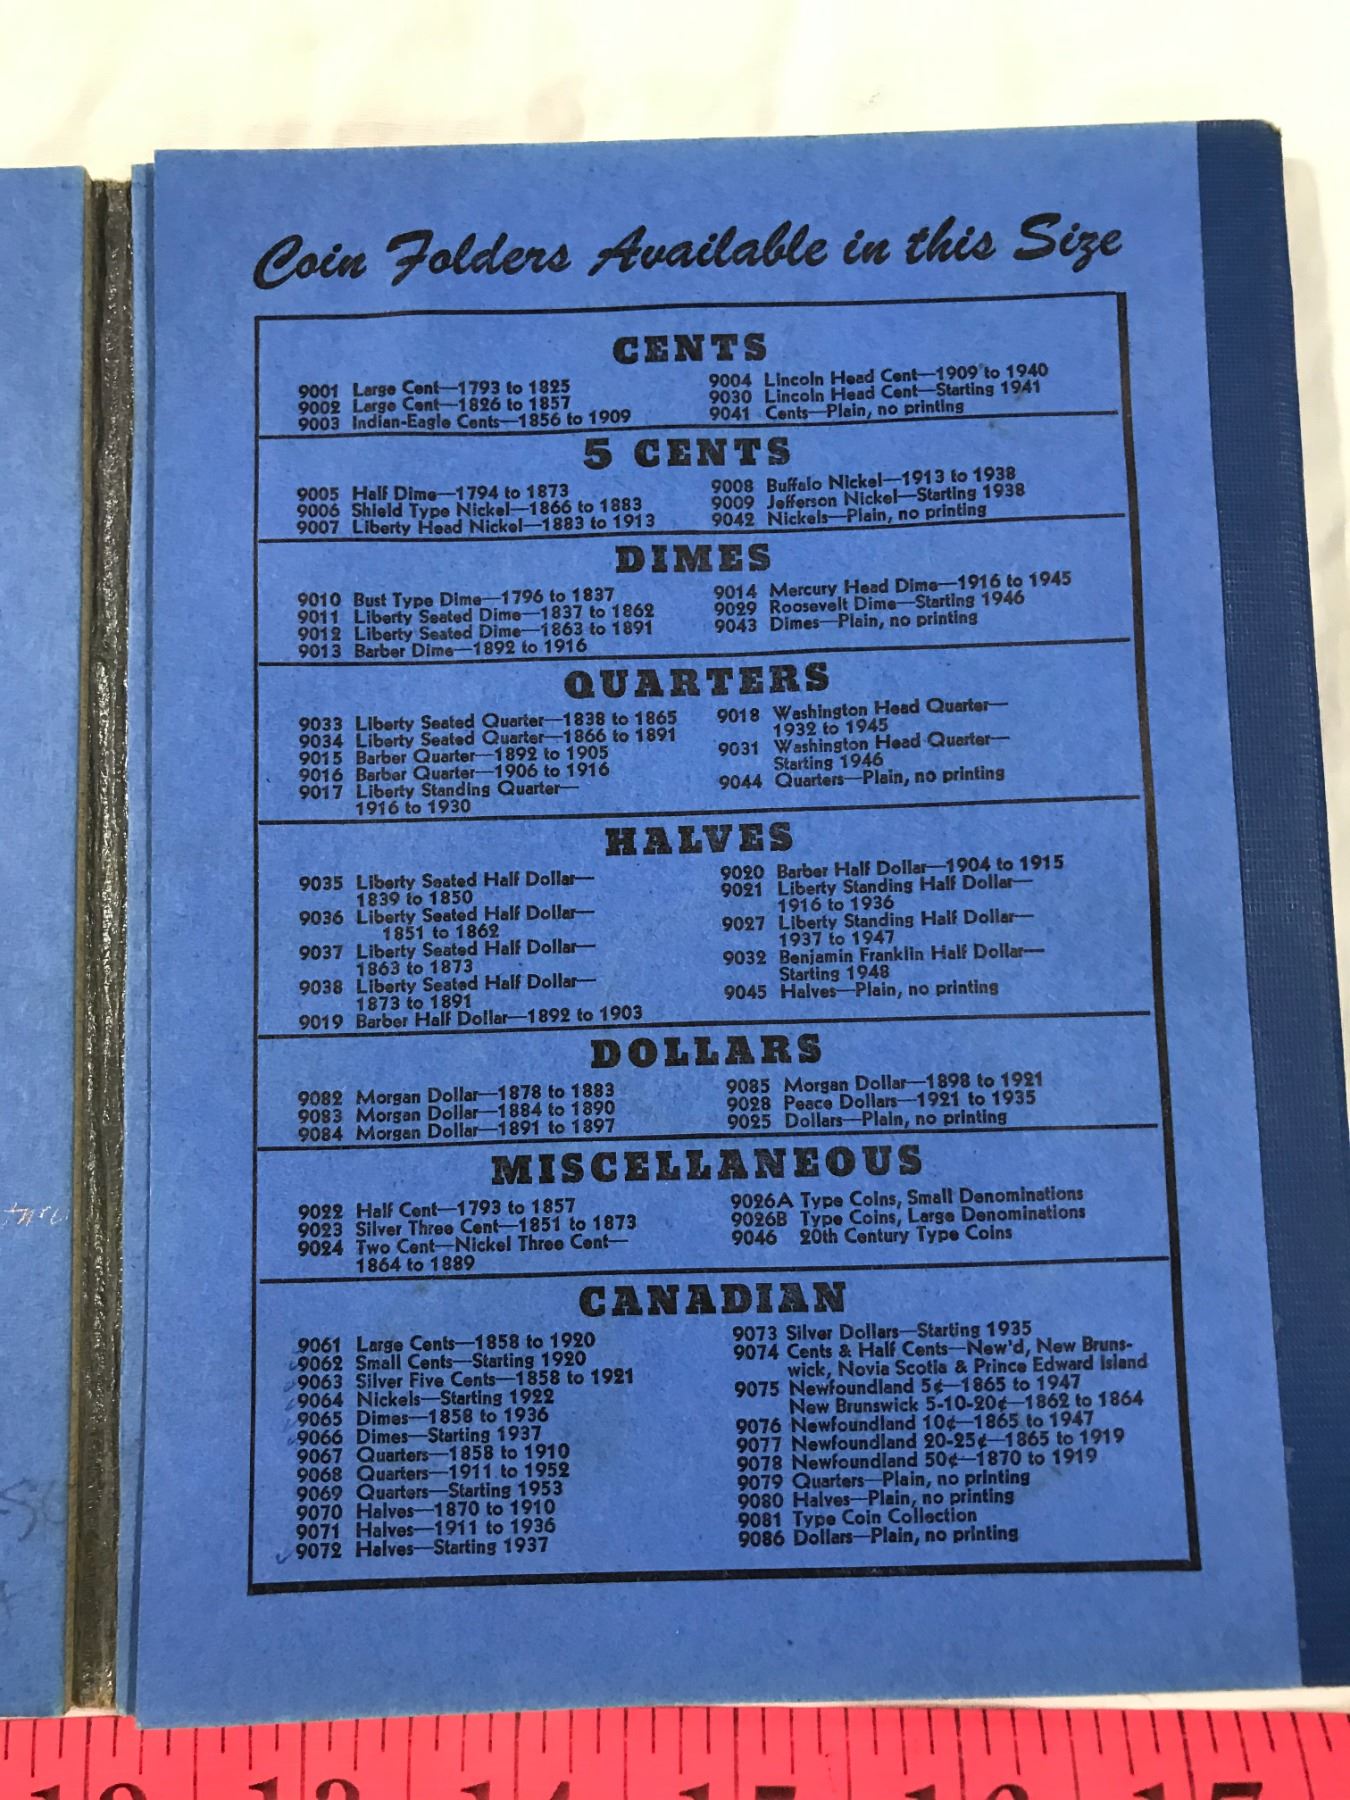 Coin Folders Available in this Size
CENTS
9001 Large Cent—1793 to 1825
9002 Large Cent—1826 to 1857
9003 Indian-Eagle Cents—1856 to 1909
9004 Lincoln Head Cent—1909 to 1940
9030 Lincoln Head Cent—Starting 1941
9041 Cents—Plain, no printing
5 CENTS
9005 Half Dime—1794 to 1873
9006 Shield Type Nickel—1866 to 1883
9007 Liberty Head Nickel—1883 to 1913
9008 Buffalo Nickel—1913 to 1938
9009 Jefferson Nickel—Starting 1938
9042 Nickels—Plain, no printing
DIMES
9010 Bust Type Dime—1796 to 1837
9011 Liberty Seated Dime—1837 to 1862
9012 Liberty Seated Dime—1863 to 1891
9013 Barber Dime—1892 to 1916
9014 Mercury Head Dime—1916 to 1945
9029 Roosevelt Dime—Starting 1946
9043 Dimes—Plain, no printing
QUARTERS
9033 Liberty Seated Quarter—1838 to 1865
9034 Liberty Seated Quarter—1866 to 1891
9015 Barber Quarter—1892 to 1905
9016 Barber Quarter—1906 to 1916
9017 Liberty Standing Quarter—
1916 to 1930
9018 Washington Head Quarter—
1932 to 1945
9031 Washington Head Quarter—
Starting 1946
9044 Quarters—Plain, no printing
HALVES
9035 Liberty Seated Half Dollar—
1839 to 1850
9036 Liberty Seated Half Dollar—
1851 to 1862
9037 Liberty Seated Half Dollar—
1863 to 1873
9038 Liberty Seated Half Dollar—
1873 to 1891
9019 Barber Half Dollar—1892 to 1903
9020 Barber Half Dollar—1904 to 1915
9021 Liberty Standing Half Dollar—
1916 to 1936
9027 Liberty Standing Half Dollar—
1937 to 1947
9032 Benjamin Franklin Half Dollar—
Starting 1948
9045 Halves—Plain, no printing
DOLLARS
9082 Morgan Dollar—1878 to 1883
9083 Morgan Dollar—1884 to 1890
9084 Morgan Dollar—1891 to 1897
9085 Morgan Dollar—1898 to 1921
9028 Peace Dollars—1921 to 1935
9025 Dollars—Plain, no printing
MISCELLANEOUS
9022 Half Cent—1793 to 1857
9023 Silver Three Cent—1851 to 1873
9024 Two Cent—Nickel Three Cent—
1864 to 1889
9026A Type Coins, Small Denominations
9026B Type Coins, Large Denominations
9046 20th Century Type Coins
CANADIAN
9061 Large Cents—1858 to 1920
9062 Small Cents—Starting 1920
9063 Silver Five Cents—1858 to 1921
9064 Nickels—Starting 1922
9065 Dimes—1858 to 1936
9066 Dimes—Starting 1937
9067 Quarters—1858 to 1910
9068 Quarters—1911 to 1952
9069 Quarters—Starting 1953
9070 Halves—1870 to 1910
9071 Halves—1911 to 1936
9072 Halves—Starting 1937
9073 Silver Dollars—Starting 1935
9074 Cents & Half Cents—New'd, New Bruns-
wick, Novia Scotia & Prince Edward Island
9075 Newfoundland 5¢—1865 to 1947
New Brunswick 5-10-20¢—1862 to 1864
9076 Newfoundland 10¢—1865 to 1947
9077 Newfoundland 20-25¢—1865 to 1919
9078 Newfoundland 50¢—1870 to 1919
9079 Quarters—Plain, no printing
9080 Halves—Plain, no printing
9081 Type Coin Collection
9086 Dollars—Plain, no printing
12 13 14 15 16 17